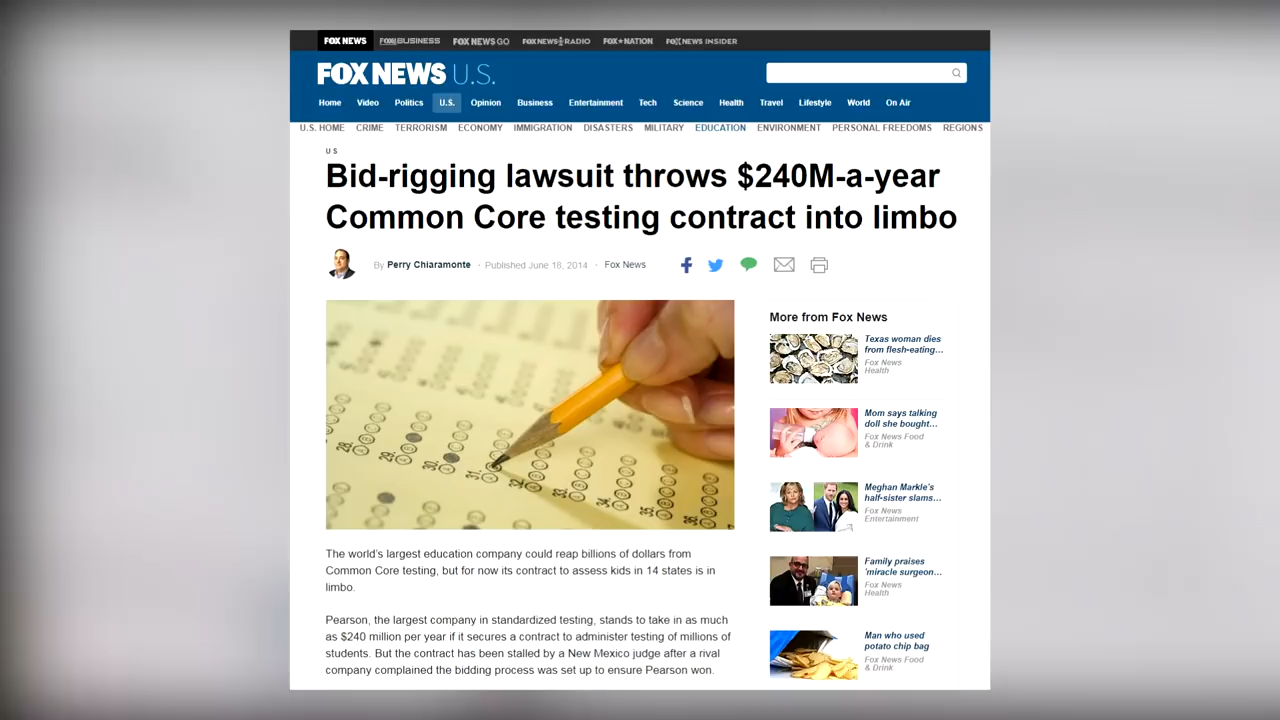 FOX NEWS FOX BUSINESS FOX NEWS GO FOX NEWS RADIO FOX NATION FOX NEWS INSIDER
FOX NEWS U.S.
Home Video Politics U.S. Opinion Business Entertainment Tech Science Health Travel Lifestyle World On Air
U.S. HOME CRIME TERRORISM ECONOMY IMMIGRATION DISASTERS MILITARY EDUCATION ENVIRONMENT PERSONAL FREEDOMS REGIONS
US
Bid-rigging lawsuit throws $240M-a-year
Common Core testing contract into limbo
By Perry Chiaramonte · Published June 18, 2014 · Fox News
29. 29. 30. 31. 32. 33. 34. 35. 36.
The world's largest education company could reap billions of dollars from
Common Core testing, but for now its contract to assess kids in 14 states is in
limbo.
Pearson, the largest company in standardized testing, stands to take in as much
as $240 million per year if it secures a contract to administer testing of millions of
students. But the contract has been stalled by a New Mexico judge after a rival
company complained the bidding process was set up to ensure Pearson won.
More from Fox News
Texas woman dies
from flesh-eating...
Fox News
Health
Mom says talking
doll she bought...
Fox News Food
& Drink
Meghan Markle's
half-sister slams...
Fox News
Entertainment
Family praises
'miracle surgeon...
Fox News
Health
Man who used
potato chip bag
Fox News Food
& Drink